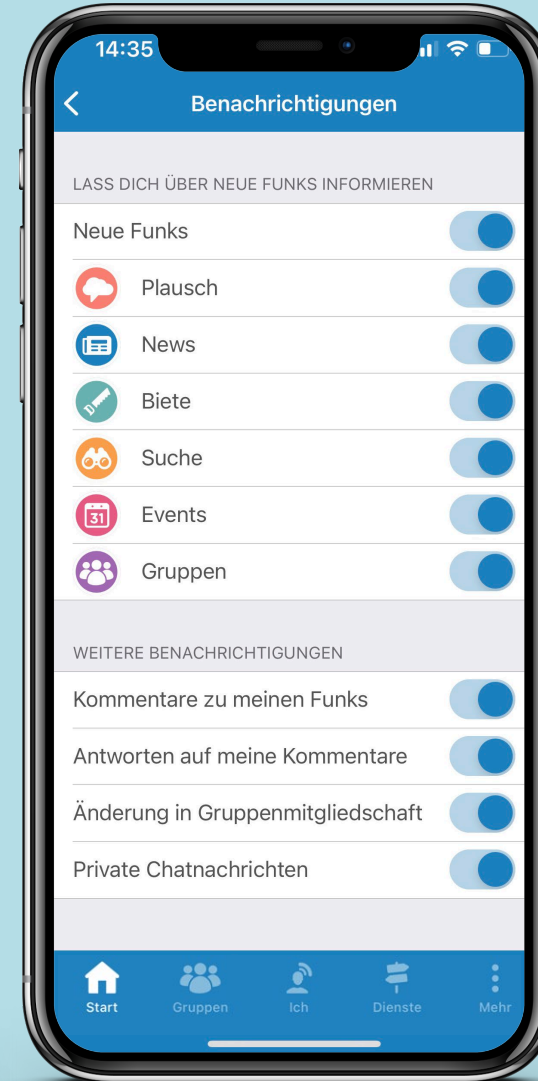 14:35
Benachrichtigungen
LASS DICH ÜBER NEUE FUNKS INFORMIEREN
Neue Funks
Plausch
News
Biete
Suche
31
Events
Gruppen
WEITERE BENACHRICHTIGUNGEN
Kommentare zu meinen Funks
Antworten auf meine Kommentare
Änderung in Gruppenmitgliedschaft
Private Chatnachrichten
Start Gruppen Ich Dienste Mehr